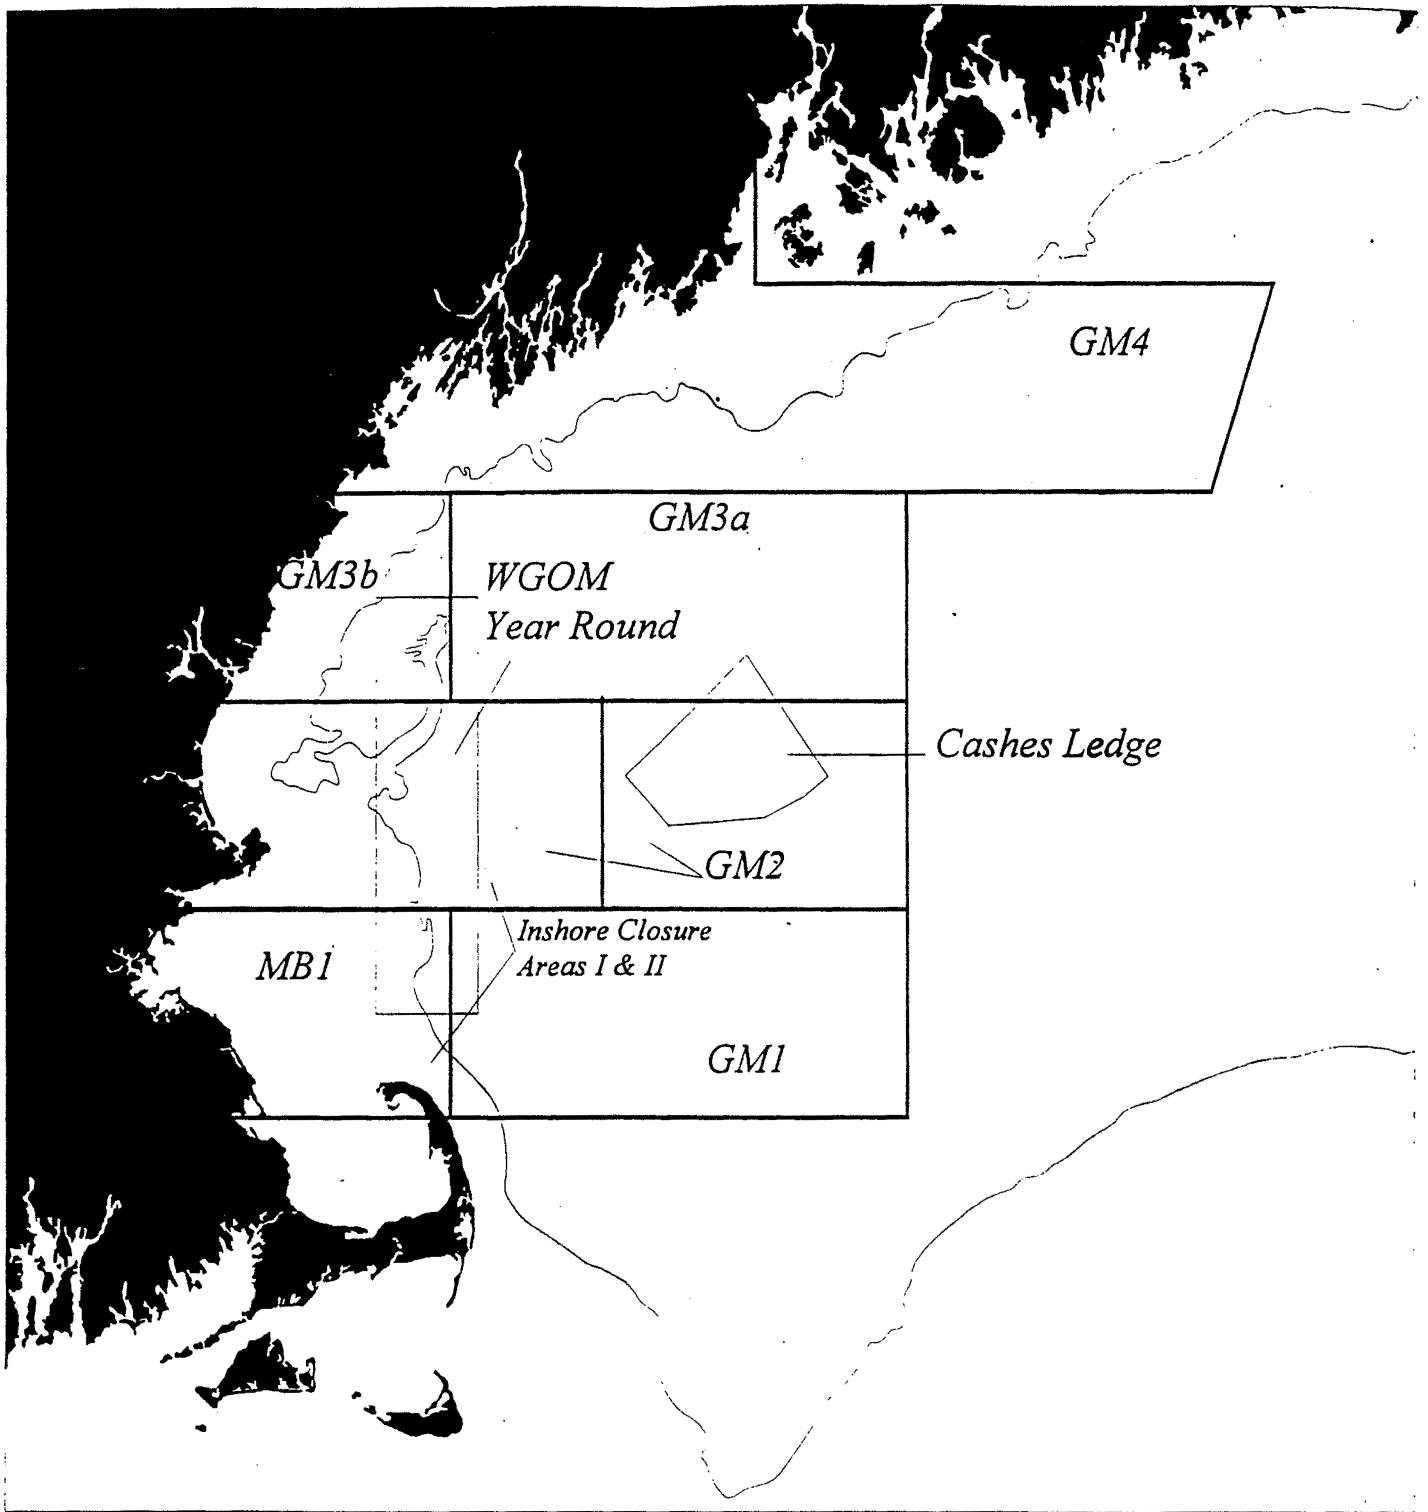 GM4
GM3a
GM3b
WGOM
Year Round
Cashes Ledge
GM2
Inshore Closure
Areas I & II
MB1
GM1